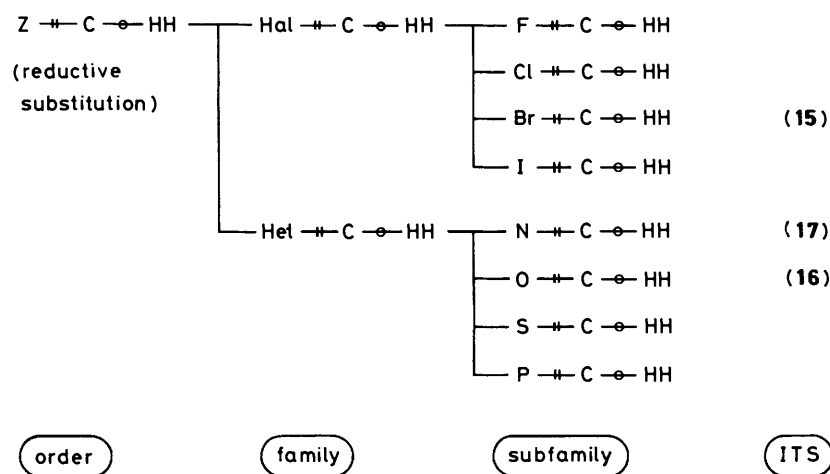 Z ⧺ C ⦵ HH Hal ⧺ C ⦵ HH F ⧺ C ⦵ HH
(reductive substitution) Cl ⧺ C ⦵ HH
Br ⧺ C ⦵ HH (15)
I ⧺ C ⦵ HH
Het ⧺ C ⦵ HH N ⧺ C ⦵ HH (17)
O ⧺ C ⦵ HH (16)
S ⧺ C ⦵ HH
P ⧺ C ⦵ HH
order family subfamily ITS